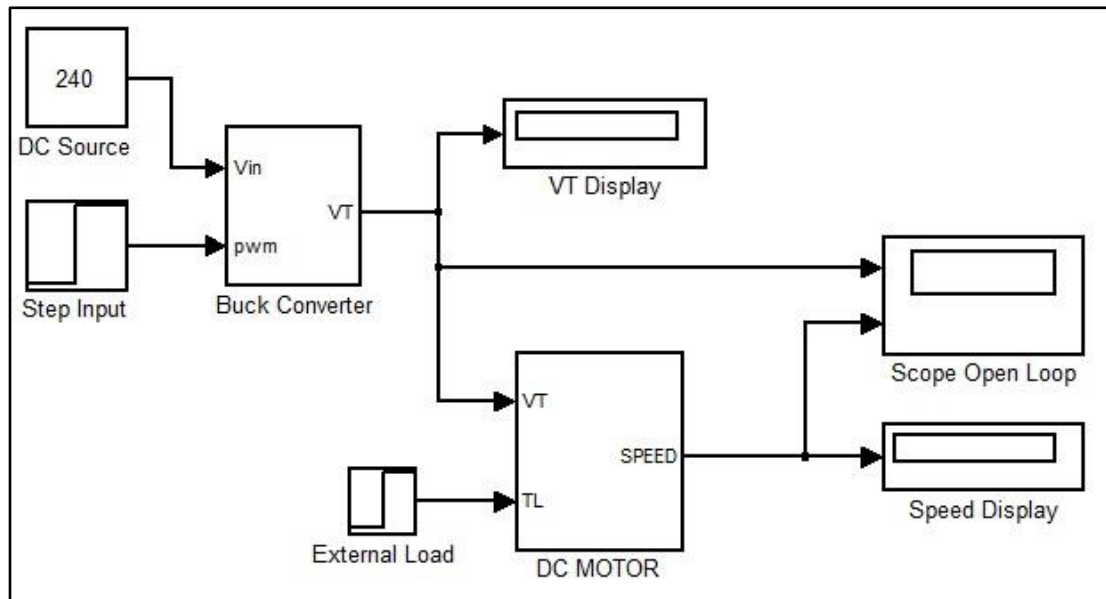 240
DC Source
Vin
VT
pwm
Step Input
Buck Converter
VT Display
Scope Open Loop
VT
SPEED
TL
External Load
DC MOTOR
Speed Display